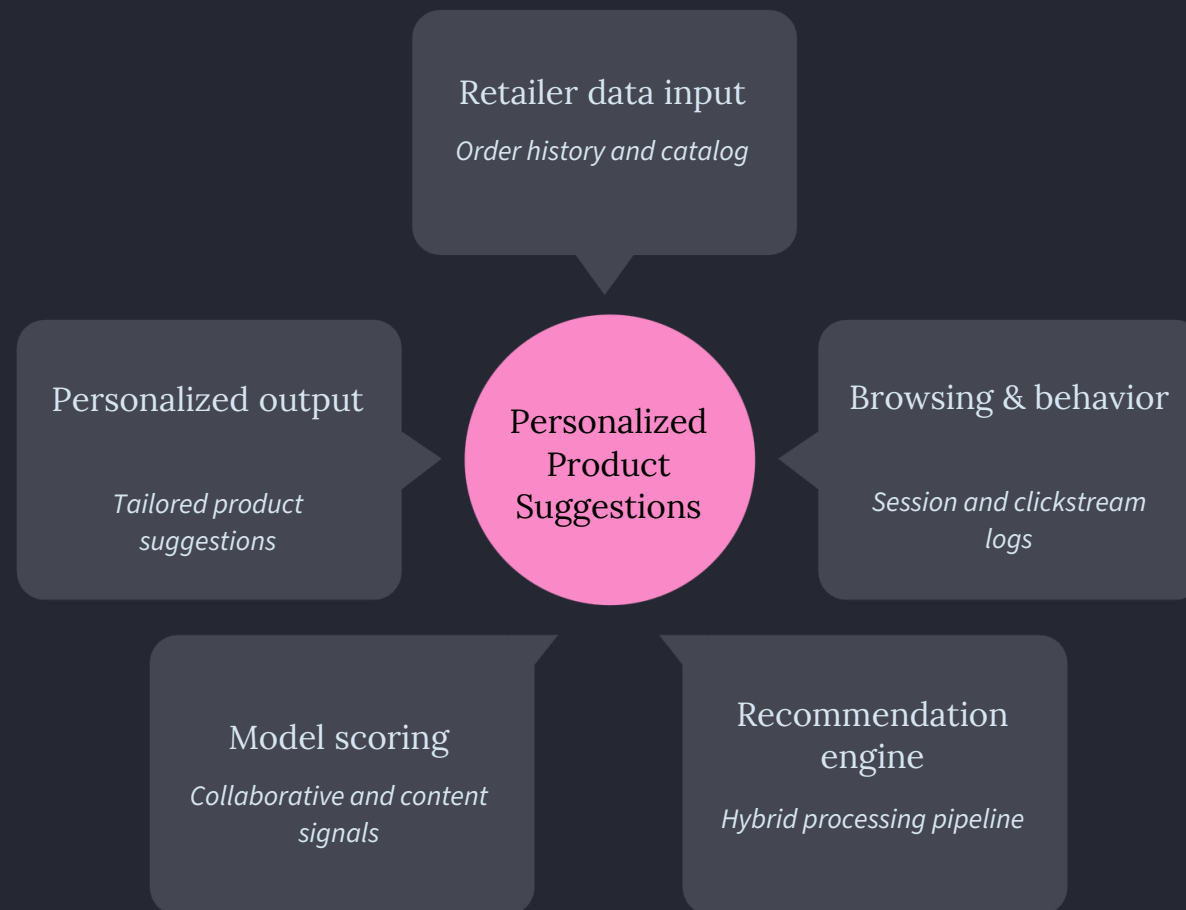 Retailer data input
Order history and catalog
Personalized output
Tailored product
suggestions
Personalized
Product
Suggestions
Browsing & behavior
Session and clickstream
logs
Model scoring
Collaborative and content
signals
Recommendation
engine
Hybrid processing pipeline